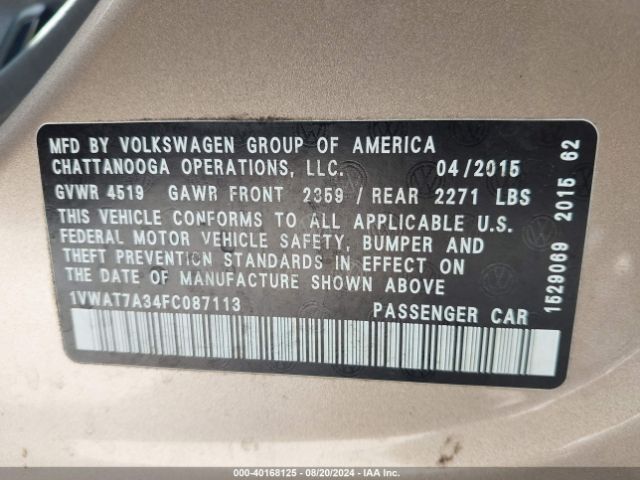 MFD BY VOLKSWAGEN GROUP OF AMERICA
CHATTANOOGA OPERATIONS, LLC. 04/2015
GVWR 4519 GAWR FRONT 2359 / REAR 2271 LBS
THIS VEHICLE CONFORMS TO ALL APPLICABLE U.S.
FEDERAL MOTOR VEHICLE SAFETY, BUMPER AND
THEFT PREVENTION STANDARDS IN EFFECT ON
THE DATE OF MANUFACTURE SHOWN ABOVE
1VWAT7A34FC087113 PASSENGER CAR
1529069 2015 62
000-40168125 - 08/20/2024 - IAA Inc.